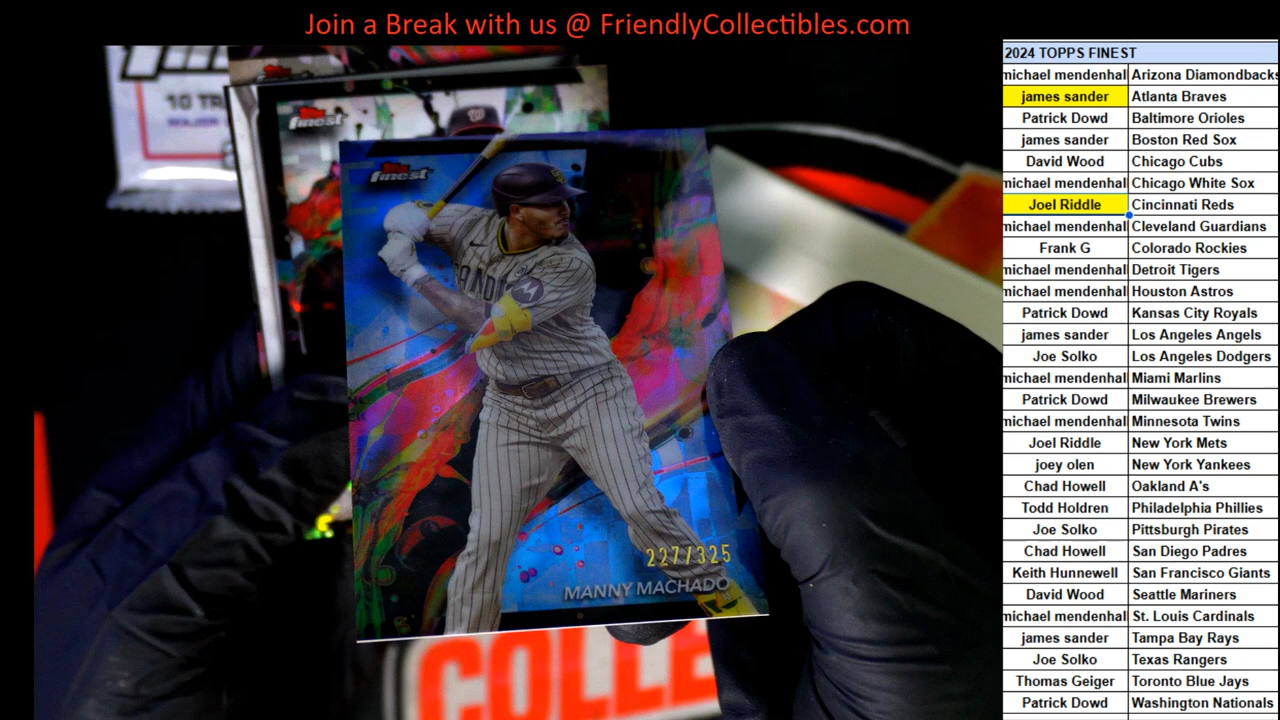 Join a Break with us @ FriendlyCollectibles.com
2024 TOPPS FINEST
michael mendenhal Arizona Diamondbacks
james sander Atlanta Braves
Patrick Dowd Baltimore Orioles
james sander Boston Red Sox
David Wood Chicago Cubs
michael mendenhal Chicago White Sox
Joel Riddle Cincinnati Reds
michael mendenhal Cleveland Guardians
Frank G Colorado Rockies
michael mendenhal Detroit Tigers
michael mendenhal Houston Astros
Patrick Dowd Kansas City Royals
james sander Los Angeles Angels
Joe Solko Los Angeles Dodgers
michael mendenhal Miami Marlins
Patrick Dowd Milwaukee Brewers
michael mendenhal Minnesota Twins
Joel Riddle New York Mets
joey olen New York Yankees
Chad Howell Oakland A's
Todd Holdren Philadelphia Phillies
Joe Solko Pittsburgh Pirates
Chad Howell San Diego Padres
Keith Hunnewell San Francisco Giants
David Wood Seattle Mariners
michael mendenhal St. Louis Cardinals
james sander Tampa Bay Rays
Joe Solko Texas Rangers
Thomas Geiger Toronto Blue Jays
Patrick Dowd Washington Nationals
10 TR
Topps
finest
W
Topps
finest
227/325
MANNY MACHADO
COLLE